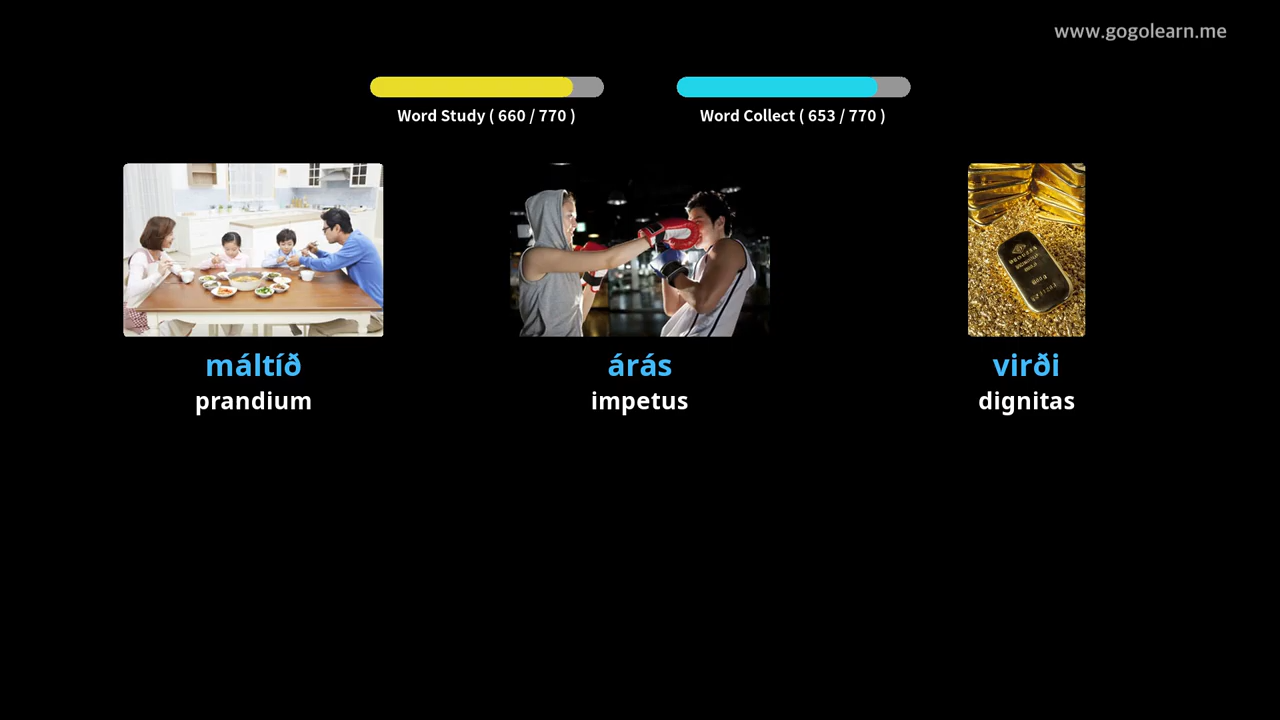 www.gogolearn.me
Word Study ( 660 / 770 )
Word Collect ( 653 / 770 )
máltíð
prandium
árás
impetus
virði
dignitas